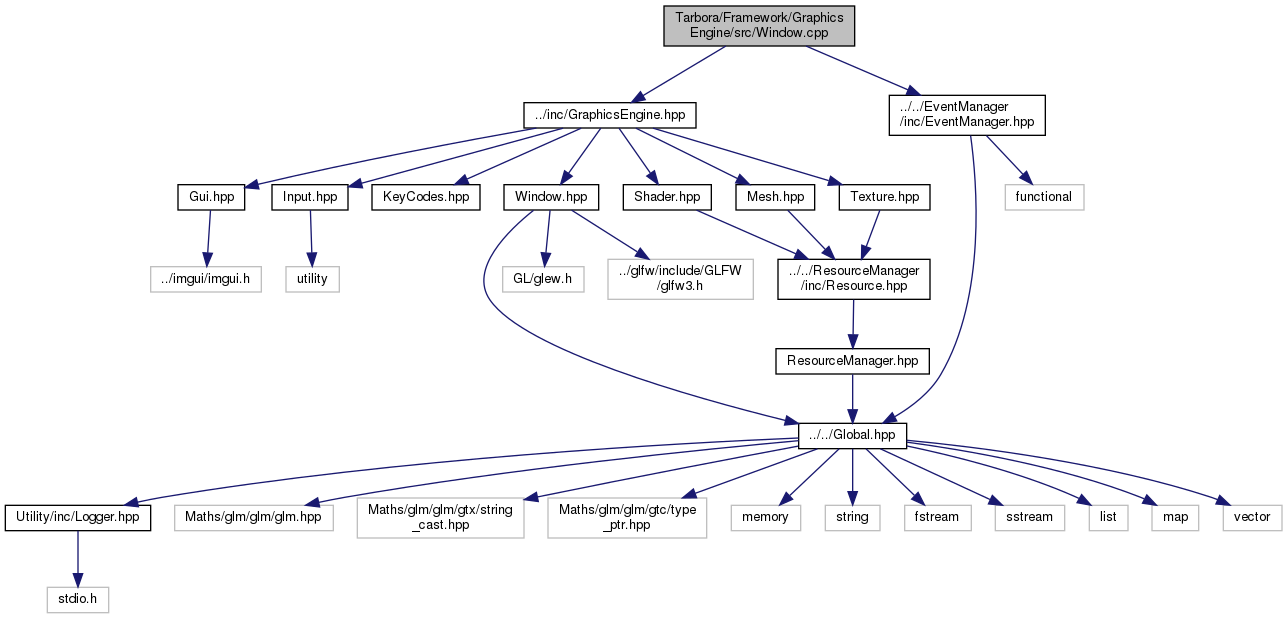 Tarbora/Framework/Graphics
Engine/src/Window.cpp
../inc/GraphicsEngine.hpp
../../EventManager
/inc/EventManager.hpp
Gui.hpp
Input.hpp
KeyCodes.hpp
Window.hpp
Shader.hpp
Mesh.hpp
Texture.hpp
functional
../imgui/imgui.h
utility
GL/glew.h
../glfw/include/GLFW
/glfw3.h
../../ResourceManager
/inc/Resource.hpp
ResourceManager.hpp
../../Global.hpp
Utility/inc/Logger.hpp
Maths/glm/glm/glm.hpp
Maths/glm/glm/gtx/string
_cast.hpp
Maths/glm/glm/gtc/type
_ptr.hpp
memory
string
fstream
sstream
list
map
vector
stdio.h